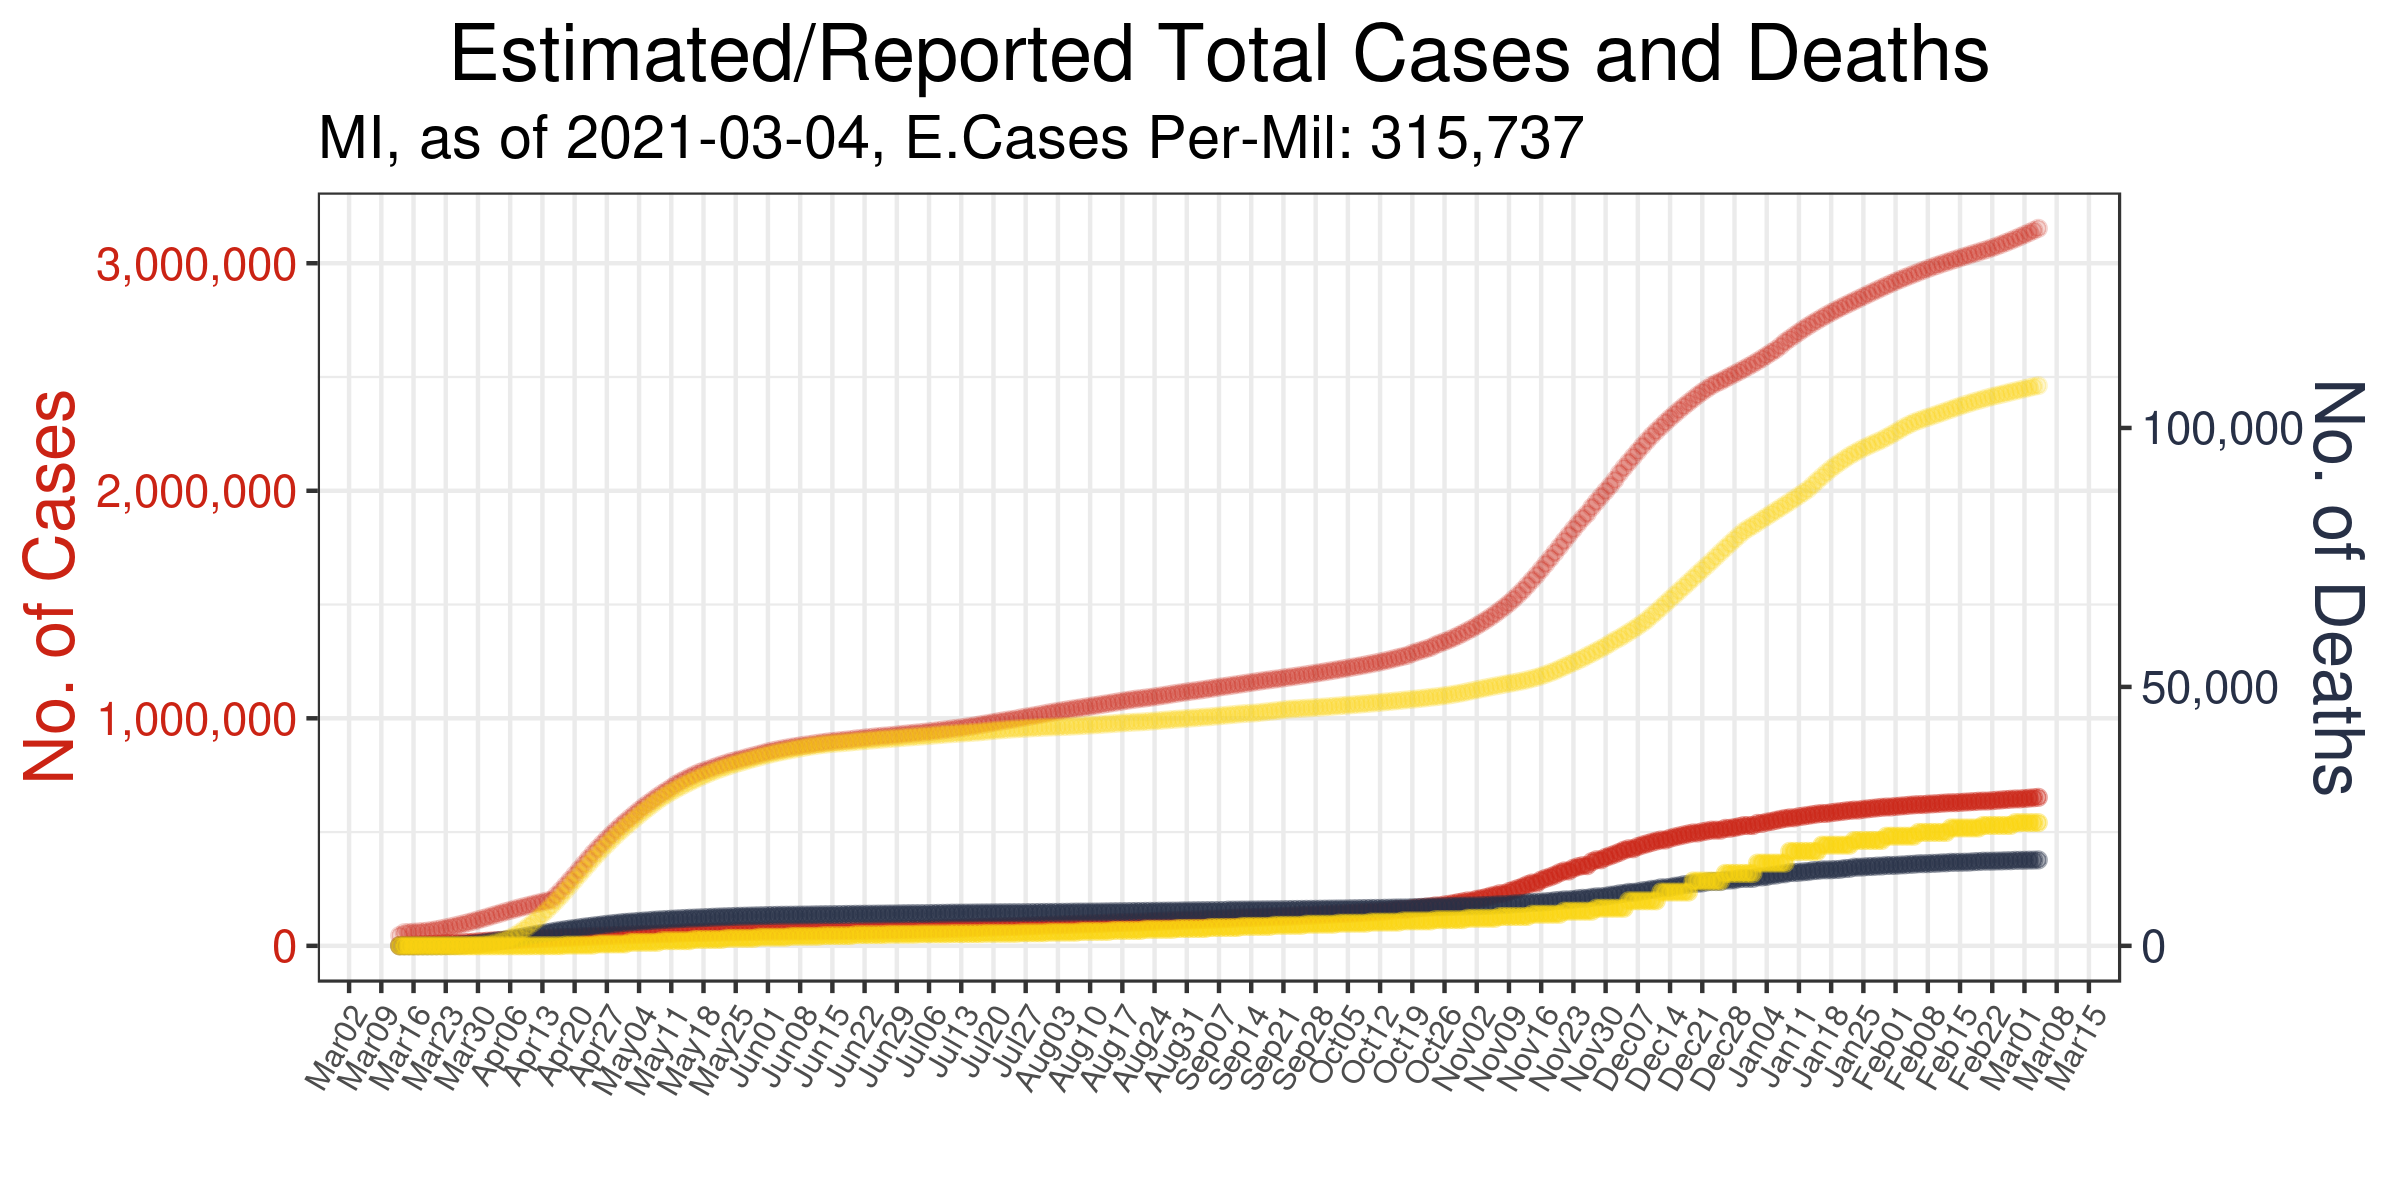 Estimated/Reported Total Cases and Deaths
MI, as of 2021-03-04, E.Cases Per-Mil: 315,737
No. of Cases
3,000,000
2,000,000
1,000,000
0
No. of Deaths
100,000
50,000
0
Mar02
Mar09
Mar16
Mar23
Mar30
Apr06
Apr13
Apr20
Apr27
May04
May11
May18
May25
Jun01
Jun08
Jun15
Jun22
Jun29
Jul06
Jul13
Jul20
Jul27
Aug03
Aug10
Aug17
Aug24
Aug31
Sep07
Sep14
Sep21
Sep28
Oct05
Oct12
Oct19
Oct26
Nov02
Nov09
Nov16
Nov23
Nov30
Dec07
Dec14
Dec21
Dec28
Jan04
Jan11
Jan18
Jan25
Feb01
Feb08
Feb15
Feb22
Mar01
Mar08
Mar15